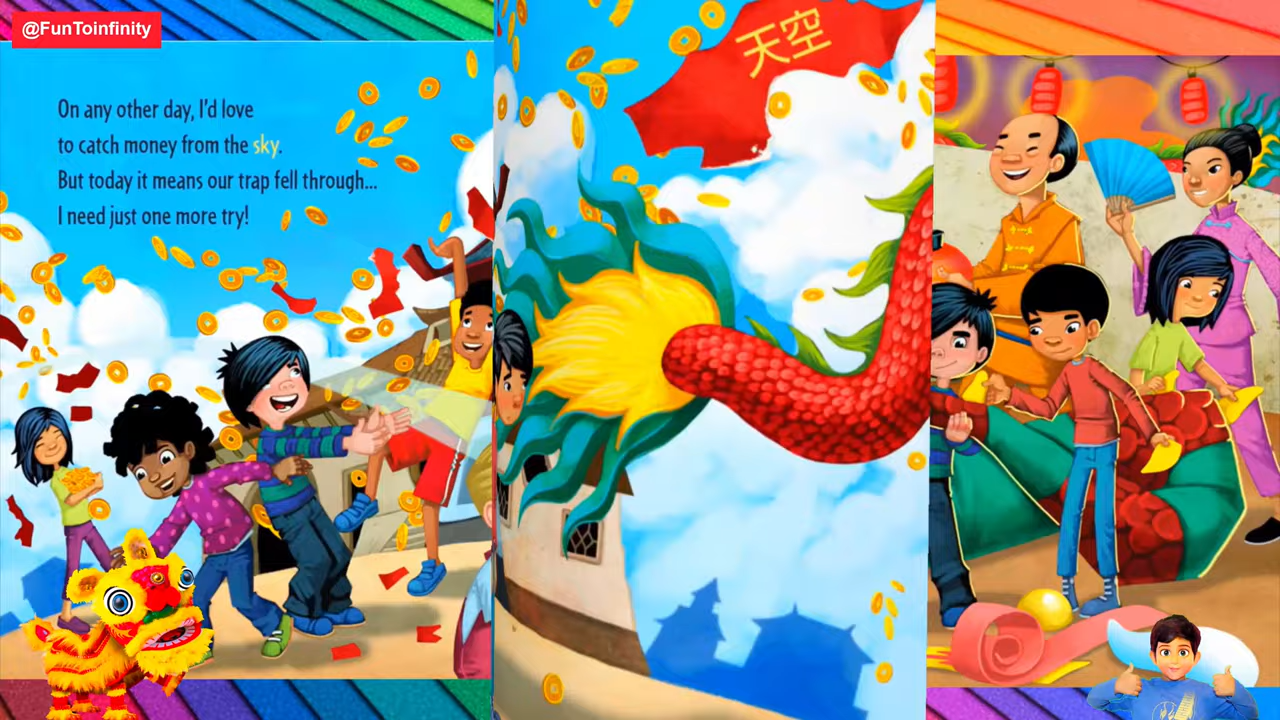 @FunToinfinity
On any other day, I'd love
to catch money from the sky.
But today it means our trap fell through...
I need just one more try!
天空